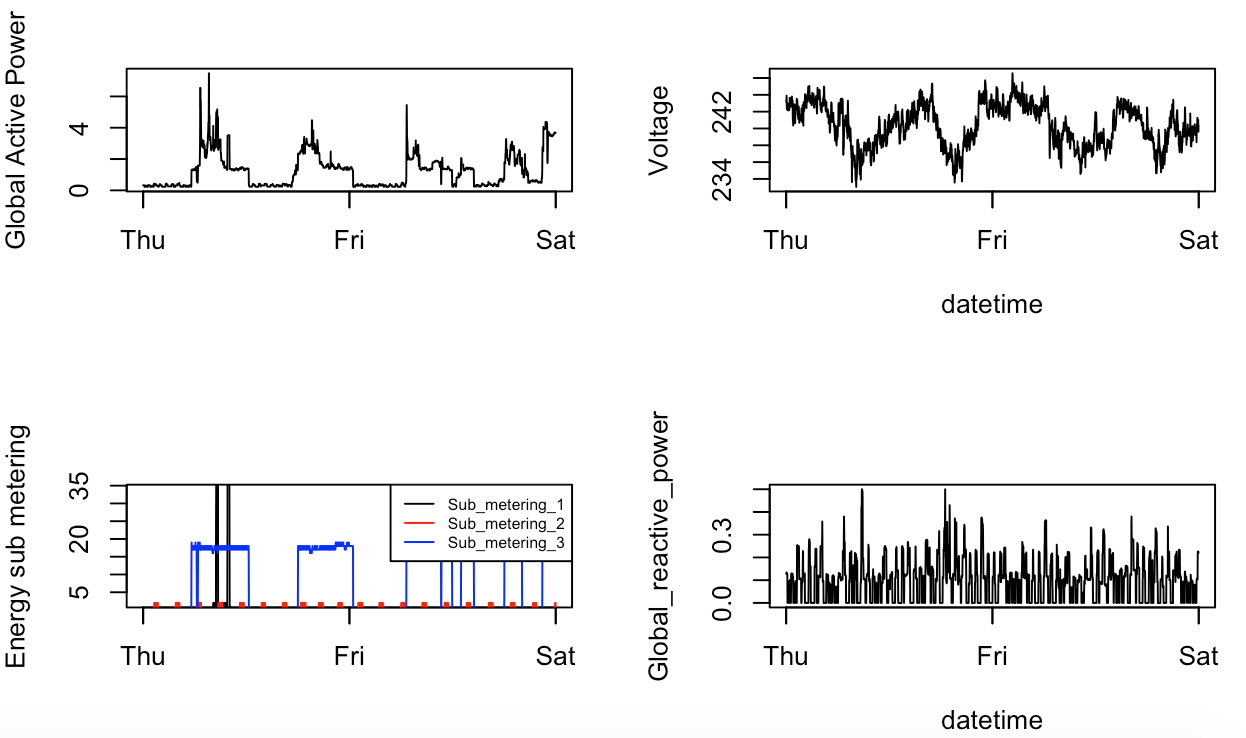 Global Active Power
4
0
Thu Fri Sat
Voltage
242
234
Thu Fri Sat
datetime
Energy sub metering
35
20
5
Sub_metering_1
Sub_metering_2
Sub_metering_3
Thu Fri Sat
Global_reactive_power
0.3
0.0
Thu Fri Sat
datetime